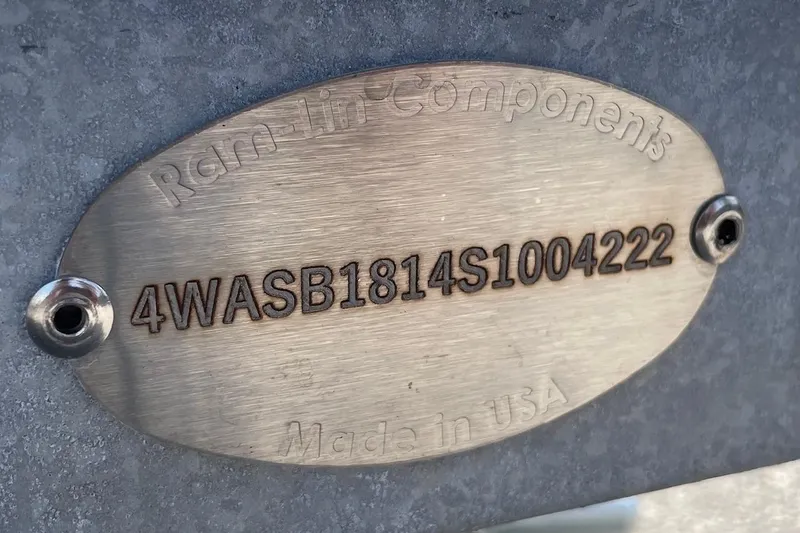 Ram-Lin Components
4WASB1814S1004222
Made in USA